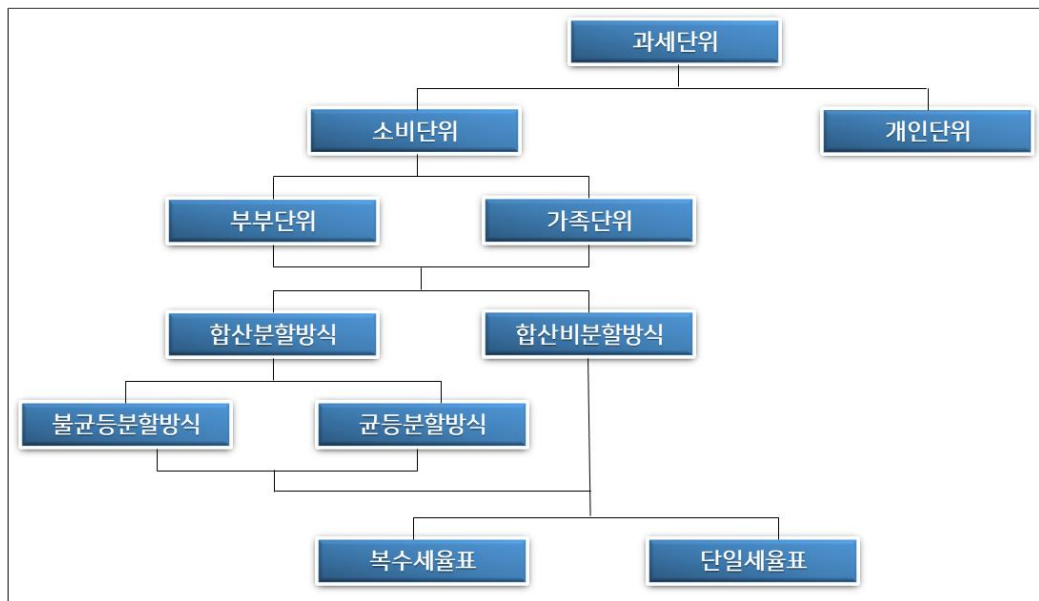 과세단위
소비단위
개인단위
부부단위
가족단위
합산분할방식
합산비분할방식
불균등분할방식
균등분할방식
복수세율표
단일세율표